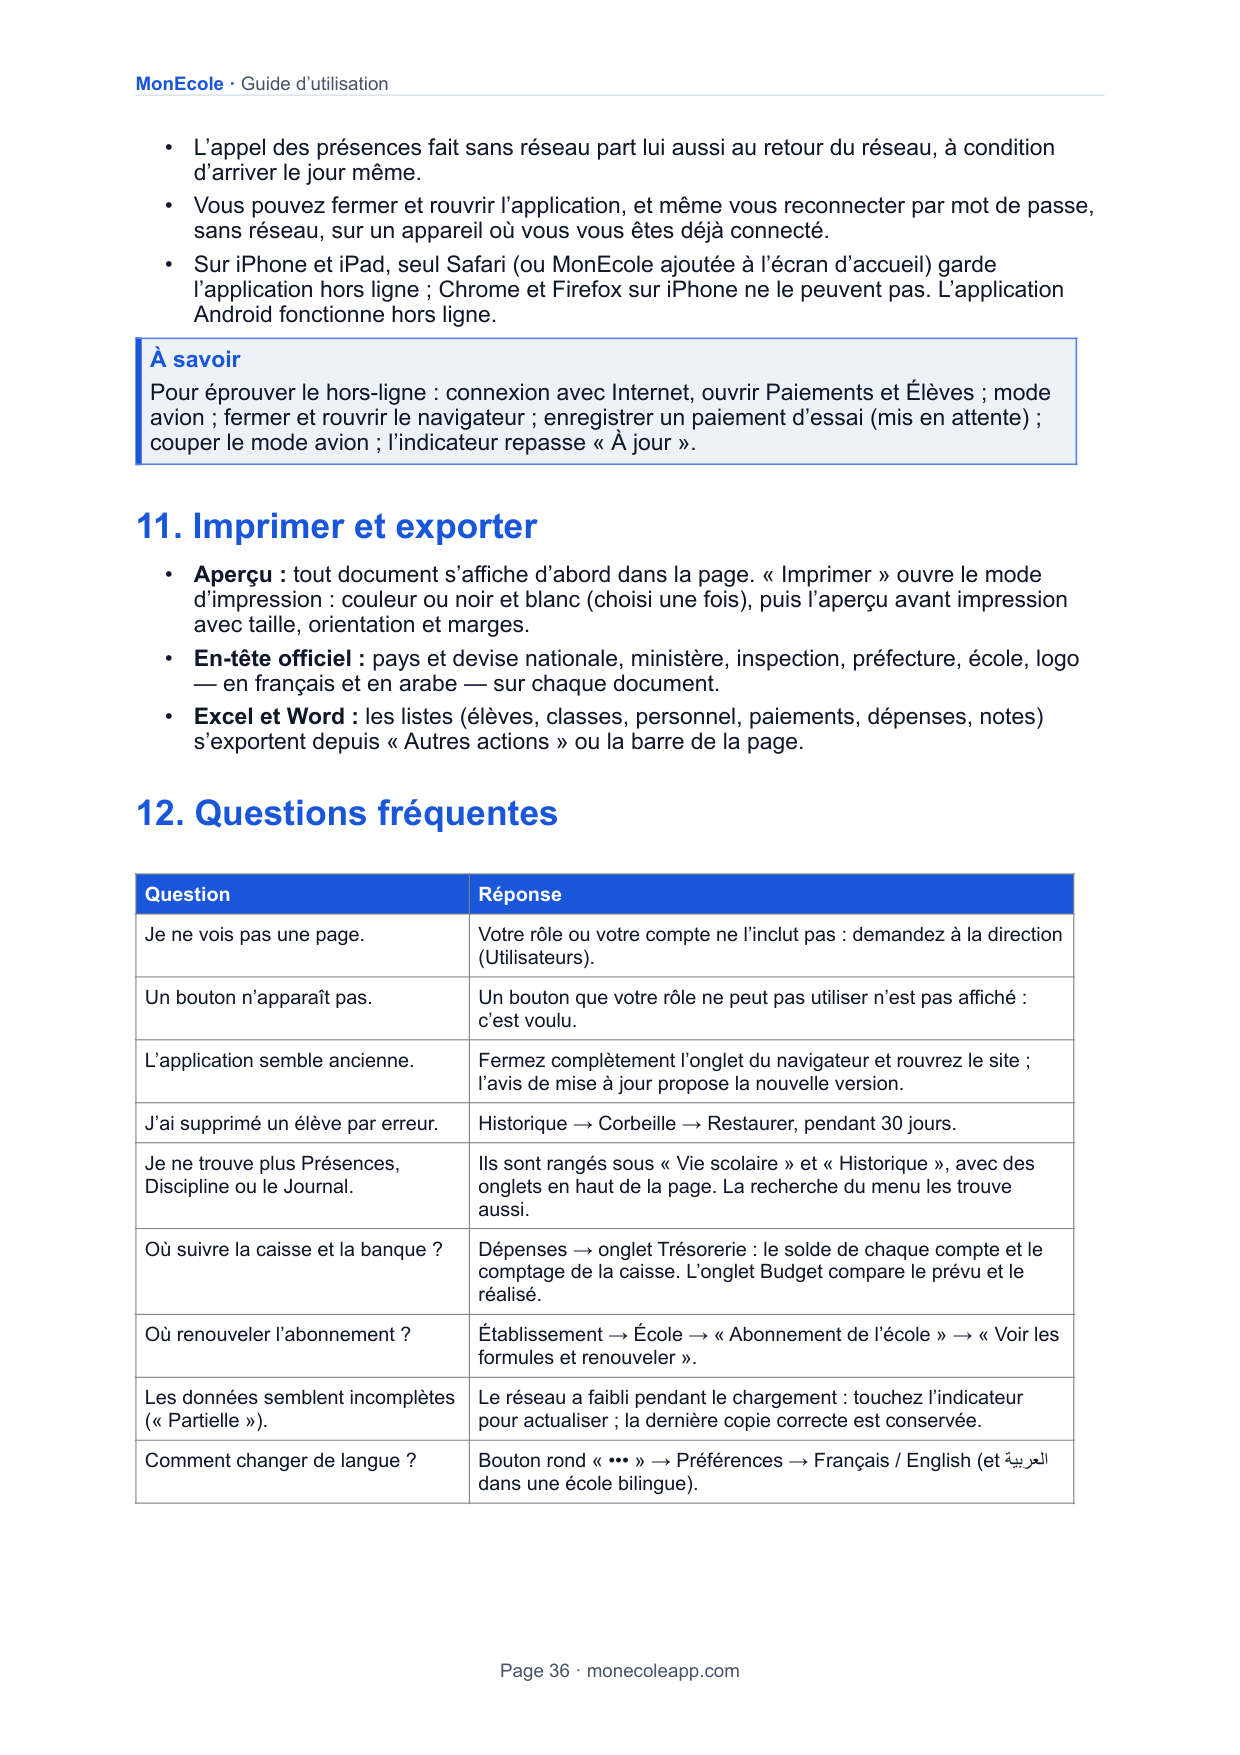 MonEcole · Guide d’utilisation
• L’appel des présences fait sans réseau part lui aussi au retour du réseau, à condition
d’arriver le jour même.
• Vous pouvez fermer et rouvrir l’application, et même vous reconnecter par mot de passe,
sans réseau, sur un appareil où vous vous êtes déjà connecté.
• Sur iPhone et iPad, seul Safari (ou MonEcole ajoutée à l’écran d’accueil) garde
l’application hors ligne ; Chrome et Firefox sur iPhone ne le peuvent pas. L’application
Android fonctionne hors ligne.
À savoir
Pour éprouver le hors-ligne : connexion avec Internet, ouvrir Paiements et Élèves ; mode
avion ; fermer et rouvrir le navigateur ; enregistrer un paiement d’essai (mis en attente) ;
couper le mode avion ; l’indicateur repasse « À jour ».
11. Imprimer et exporter
• Aperçu : tout document s’affiche d’abord dans la page. « Imprimer » ouvre le mode
d’impression : couleur ou noir et blanc (choisi une fois), puis l’aperçu avant impression
avec taille, orientation et marges.
• En-tête officiel : pays et devise nationale, ministère, inspection, préfecture, école, logo
— en français et en arabe — sur chaque document.
• Excel et Word : les listes (élèves, classes, personnel, paiements, dépenses, notes)
s’exportent depuis « Autres actions » ou la barre de la page.
12. Questions fréquentes
Question
Réponse
Je ne vois pas une page.
Votre rôle ou votre compte ne l’inclut pas : demandez à la direction
(Utilisateurs).
Un bouton n’apparaît pas.
Un bouton que votre rôle ne peut pas utiliser n’est pas affiché :
c’est voulu.
L’application semble ancienne.
Fermez complètement l’onglet du navigateur et rouvrez le site ;
l’avis de mise à jour propose la nouvelle version.
J’ai supprimé un élève par erreur.
Historique → Corbeille → Restaurer, pendant 30 jours.
Je ne trouve plus Présences,
Discipline ou le Journal.
Ils sont rangés sous « Vie scolaire » et « Historique », avec des
onglets en haut de la page. La recherche du menu les trouve
aussi.
Où suivre la caisse et la banque ?
Dépenses → onglet Trésorerie : le solde de chaque compte et le
comptage de la caisse. L’onglet Budget compare le prévu et le
réalisé.
Où renouveler l’abonnement ?
Établissement → École → « Abonnement de l’école » → « Voir les
formules et renouveler ».
Les données semblent incomplètes
(« Partielle »).
Le réseau a faibli pendant le chargement : touchez l’indicateur
pour actualiser ; la dernière copie correcte est conservée.
Comment changer de langue ?
Bouton rond « ••• » → Préférences → Français / English (et العربية
dans une école bilingue).
Page 36 · monecoleapp.com